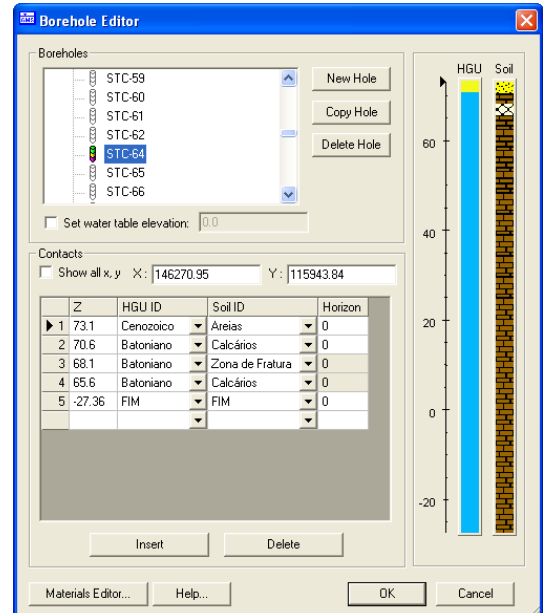 GMS Borehole Editor
Boreholes
STC-59
STC-60
STC-61
STC-62
STC-64
STC-65
STC-66
New Hole
Copy Hole
Delete Hole
Set water table elevation: 0.0
Contacts
Show all x, y X: 146270.95 Y: 115943.84
Z HGU ID Soil ID Horizon
1 73.1 Cenozoico Areias 0
2 70.6 Batoniano Calcários 0
3 68.1 Batoniano Zona de Fratura 0
4 65.6 Batoniano Calcários 0
5 -27.36 FIM FIM 0
Insert Delete
HGU Soil
60
40
20
0
-20
Materials Editor... Help... OK Cancel